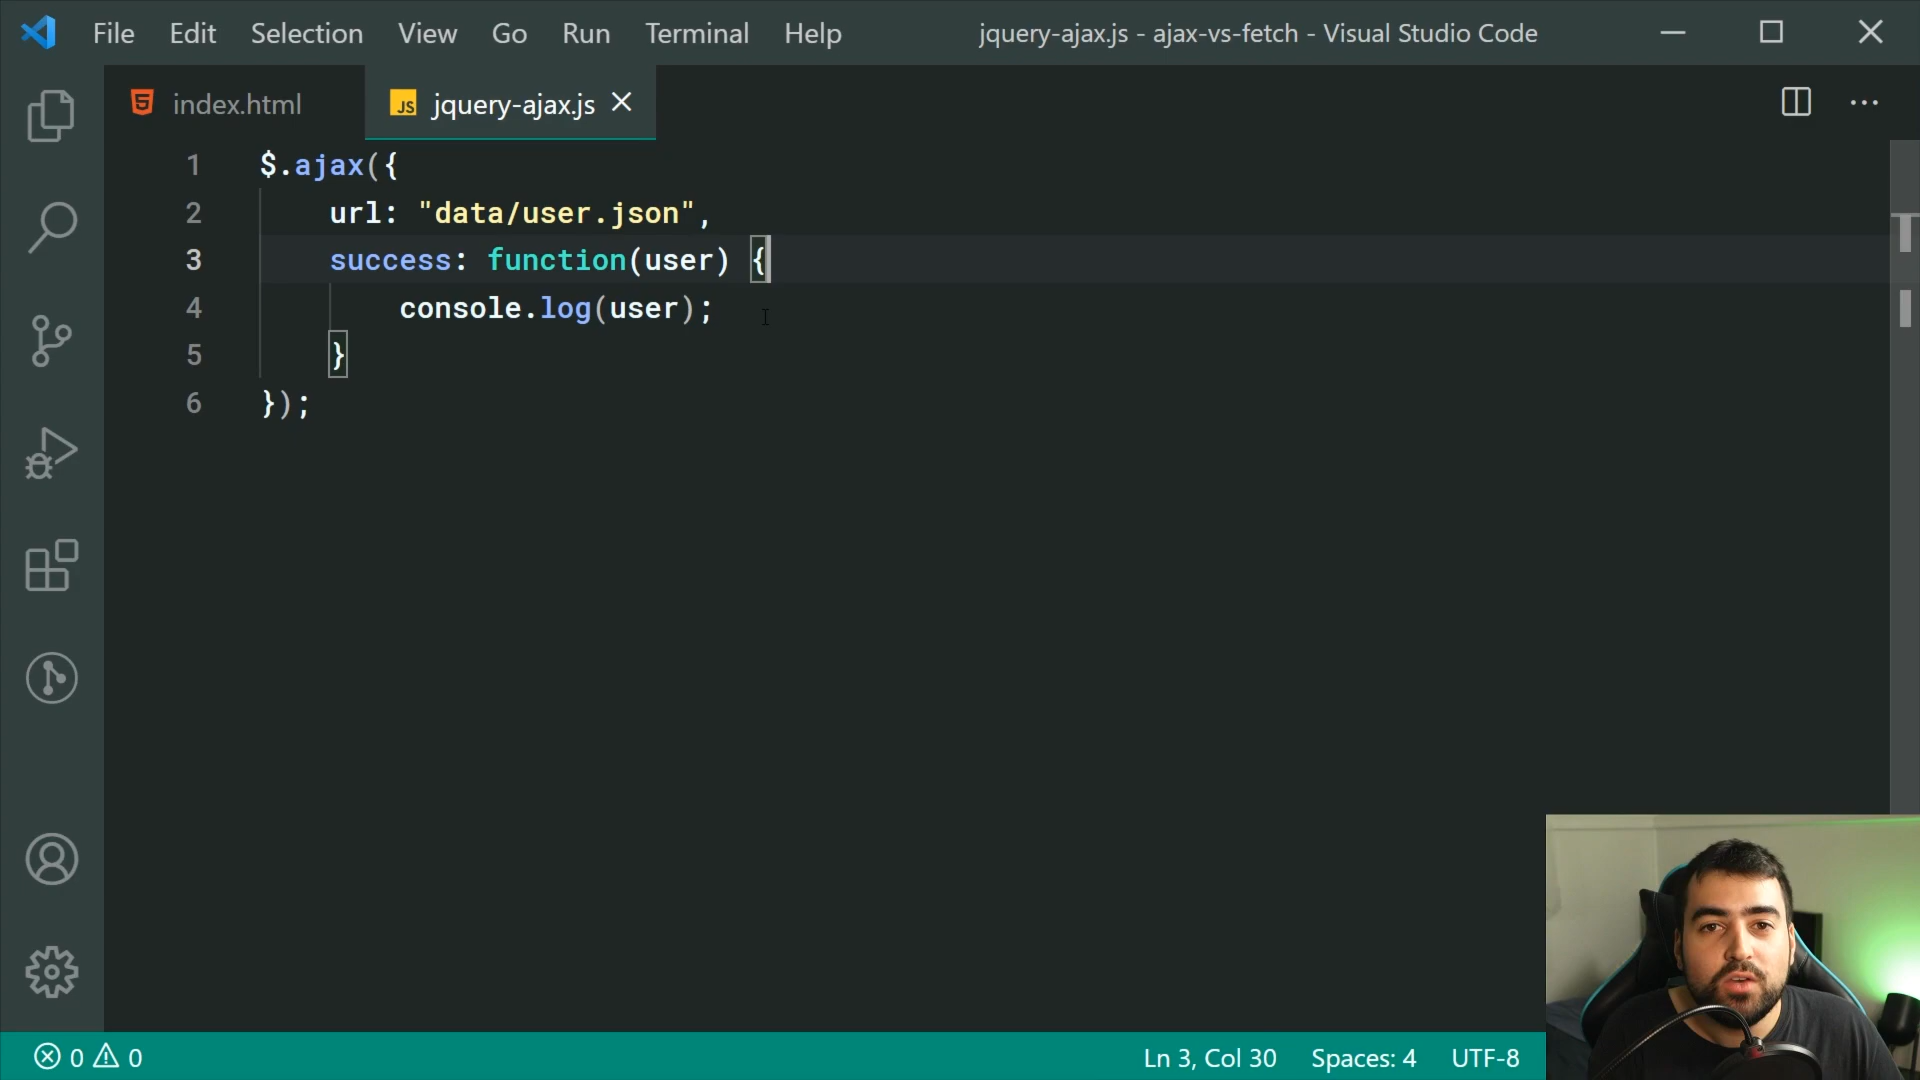 File Edit Selection View Go Run Terminal Help jquery-ajax.js - ajax-vs-fetch - Visual Studio Code
index.html JS jquery-ajax.js
1 $.ajax({
2 url: "data/user.json",
3 success: function(user) {
4 console.log(user);
5 }
6 });
0 0 Ln 3, Col 30 Spaces: 4 UTF-8